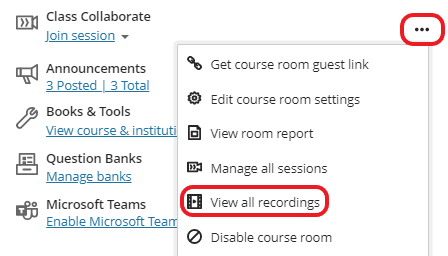 Class Collaborate
Join session
Get course room guest link
Announcements
3 Posted | 3 Total
Edit course room settings
Books & Tools
View course & instituti
View room report
Question Banks
Manage banks
Manage all sessions
Microsoft Teams
Enable Microsoft Team
View all recordings
Disable course room